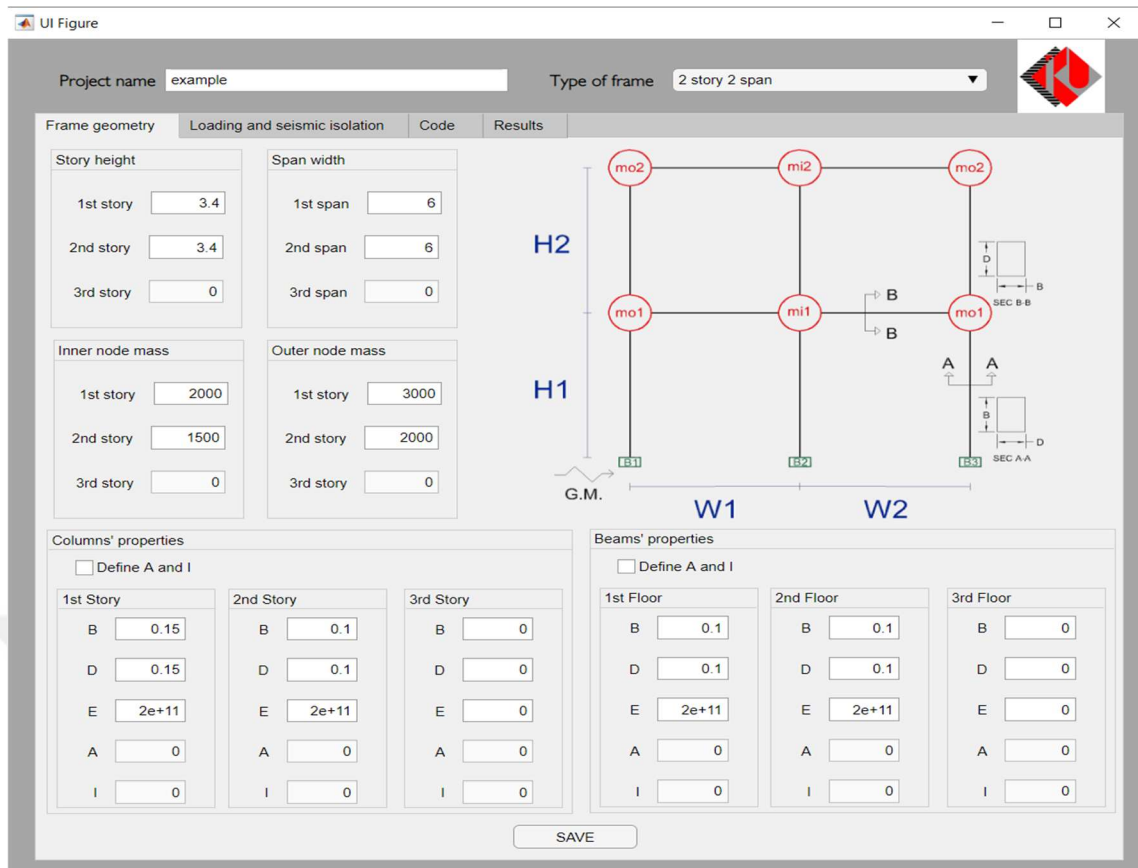 UI Figure
Project name example Type of frame 2 story 2 span
KU
Frame geometry Loading and seismic isolation Code Results
Story height
1st story 3.4
2nd story 3.4
3rd story 0
Span width
1st span 6
2nd span 6
3rd span 0
Inner node mass
1st story 2000
2nd story 1500
3rd story 0
Outer node mass
1st story 3000
2nd story 2000
3rd story 0
mo2 mi2 mo2
H2
D
B
SEC B-B
B
mo1 mi1 mo1
B
A A
H1
B
D
SEC A-A
B1 B2 B3
G.M.
W1 W2
Columns' properties
Define A and I
1st Story
B 0.15
D 0.15
E 2e+11
A 0
I 0
2nd Story
B 0.1
D 0.1
E 2e+11
A 0
I 0
3rd Story
B 0
D 0
E 0
A 0
I 0
Beams' properties
Define A and I
1st Floor
B 0.1
D 0.1
E 2e+11
A 0
I 0
2nd Floor
B 0.1
D 0.1
E 2e+11
A 0
I 0
3rd Floor
B 0
D 0
E 0
A 0
I 0
SAVE